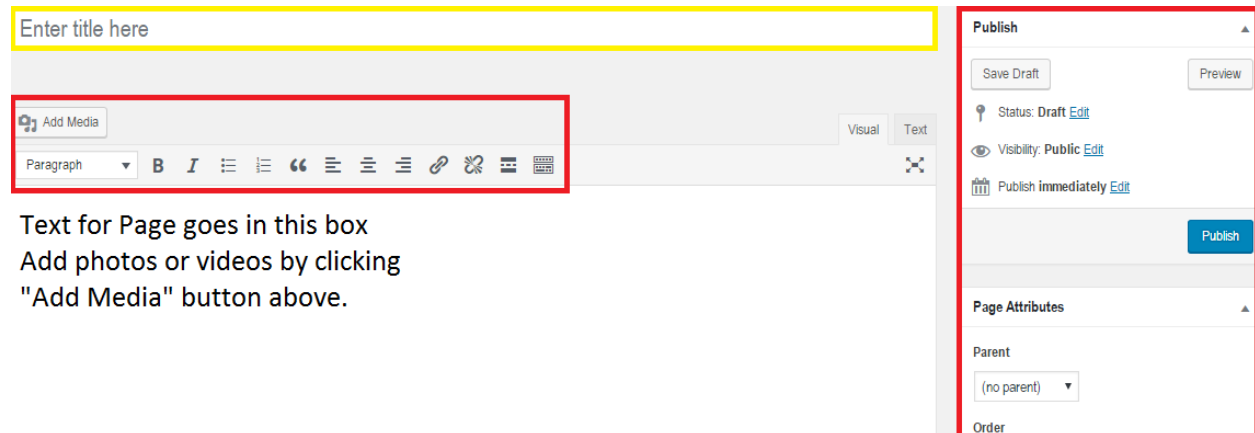 Enter title here
Add Media
Visual Text
Paragraph B I
Text for Page goes in this box
Add photos or videos by clicking
"Add Media" button above.
Publish
Save Draft Preview
Status: Draft Edit
Visibility: Public Edit
Publish immediately Edit
Publish
Page Attributes
Parent
(no parent)
Order